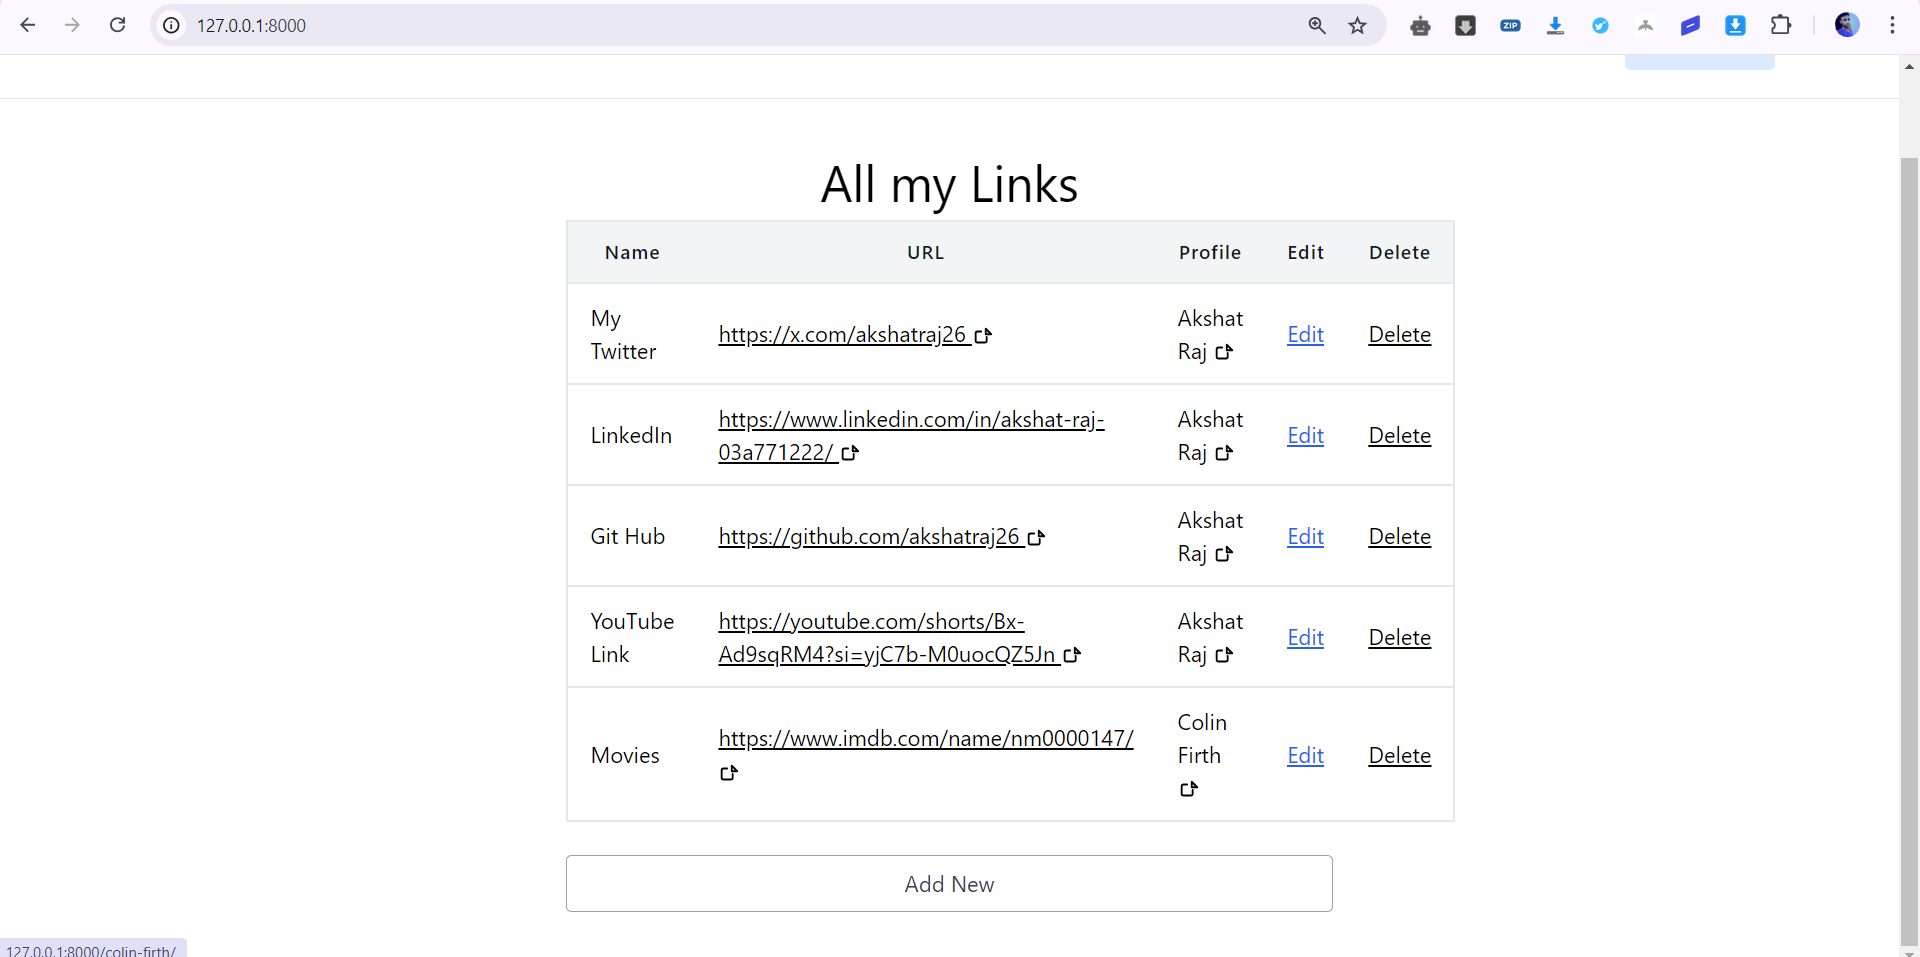 127.0.0.1:8000
ZIP
All my Links
Name URL Profile Edit Delete
My Twitter https://x.com/akshatraj26 Akshat Raj Edit Delete
LinkedIn https://www.linkedin.com/in/akshat-raj-03a771222/ Akshat Raj Edit Delete
Git Hub https://github.com/akshatraj26 Akshat Raj Edit Delete
YouTube Link https://youtube.com/shorts/Bx-Ad9sqRM4?si=yjC7b-M0uocQZ5Jn Akshat Raj Edit Delete
Movies https://www.imdb.com/name/nm0000147/ Colin Firth Edit Delete
Add New
127.0.0.1:8000/colin-firth/